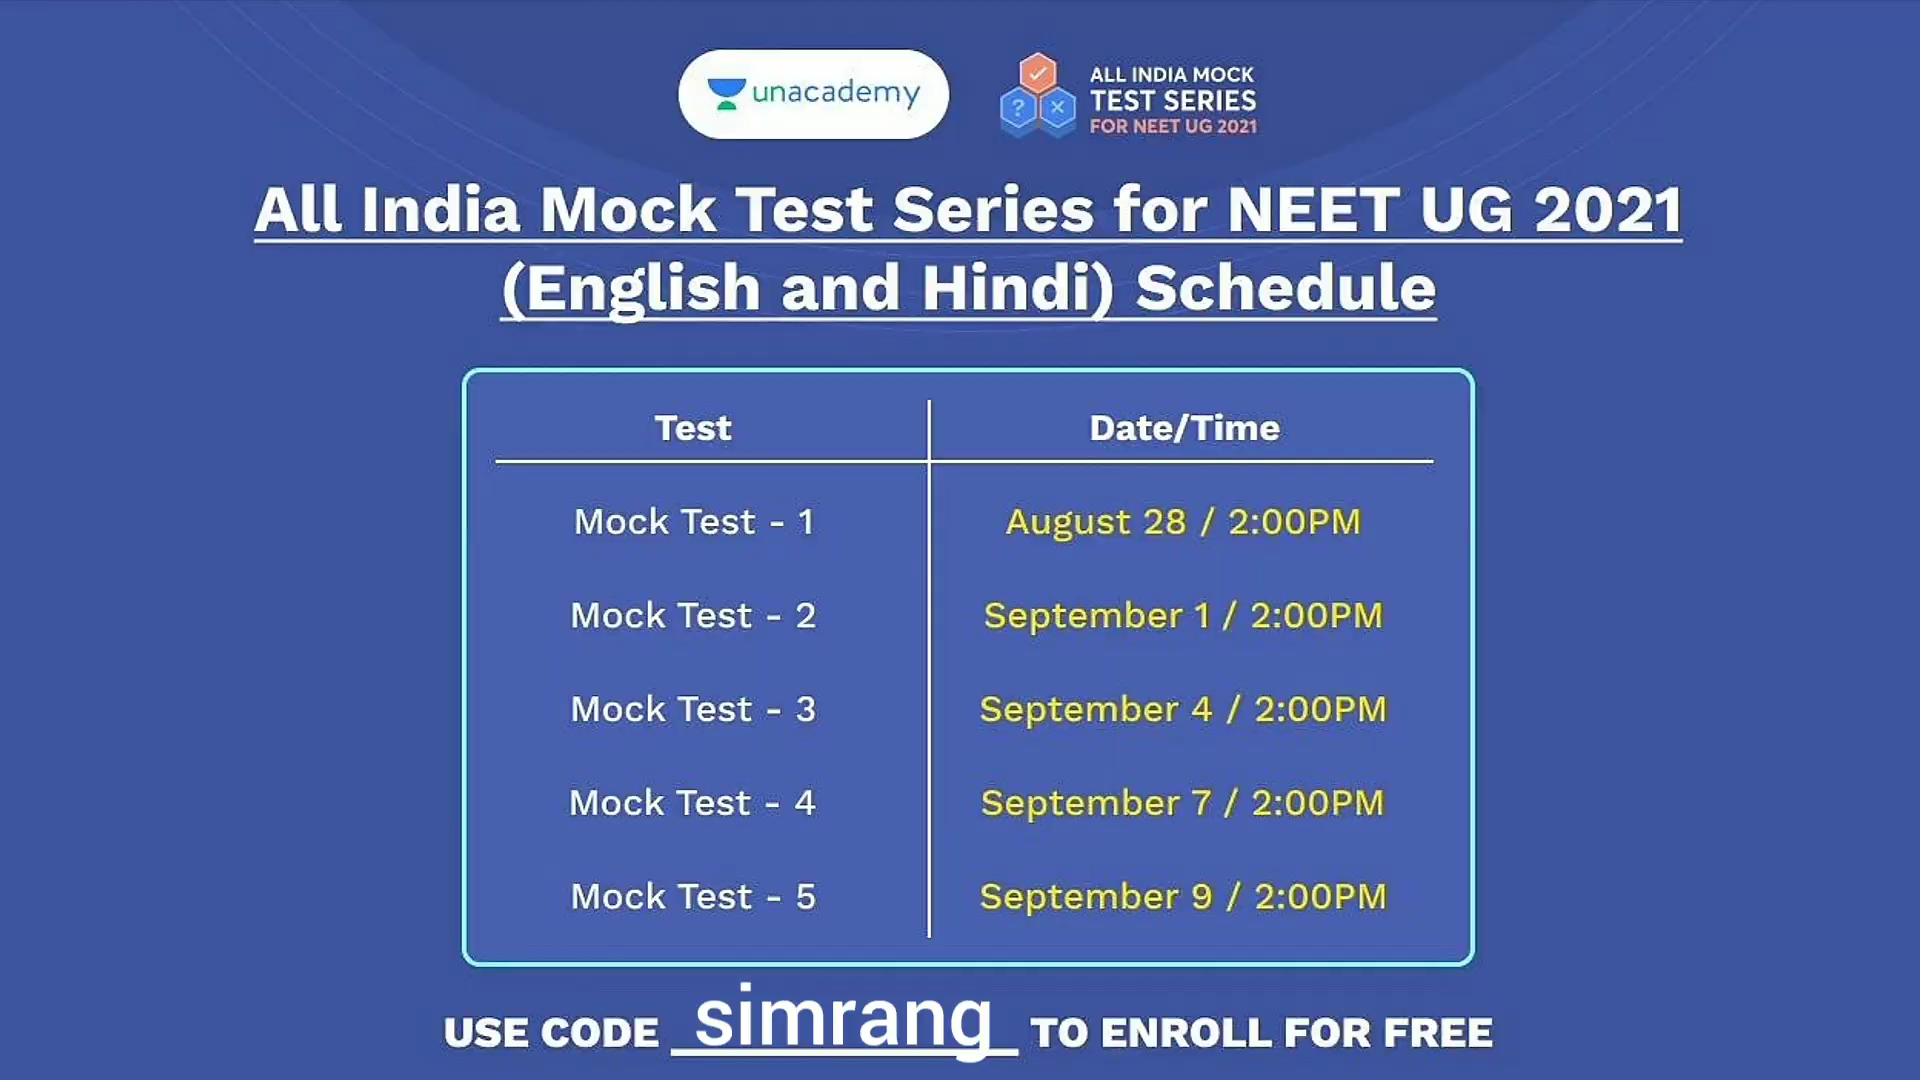 unacademy
ALL INDIA MOCK
TEST SERIES
FOR NEET UG 2021
All India Mock Test Series for NEET UG 2021
(English and Hindi) Schedule
Test Date/Time
Mock Test - 1 August 28 / 2:00PM
Mock Test - 2 September 1 / 2:00PM
Mock Test - 3 September 4 / 2:00PM
Mock Test - 4 September 7 / 2:00PM
Mock Test - 5 September 9 / 2:00PM
USE CODE simrang TO ENROLL FOR FREE